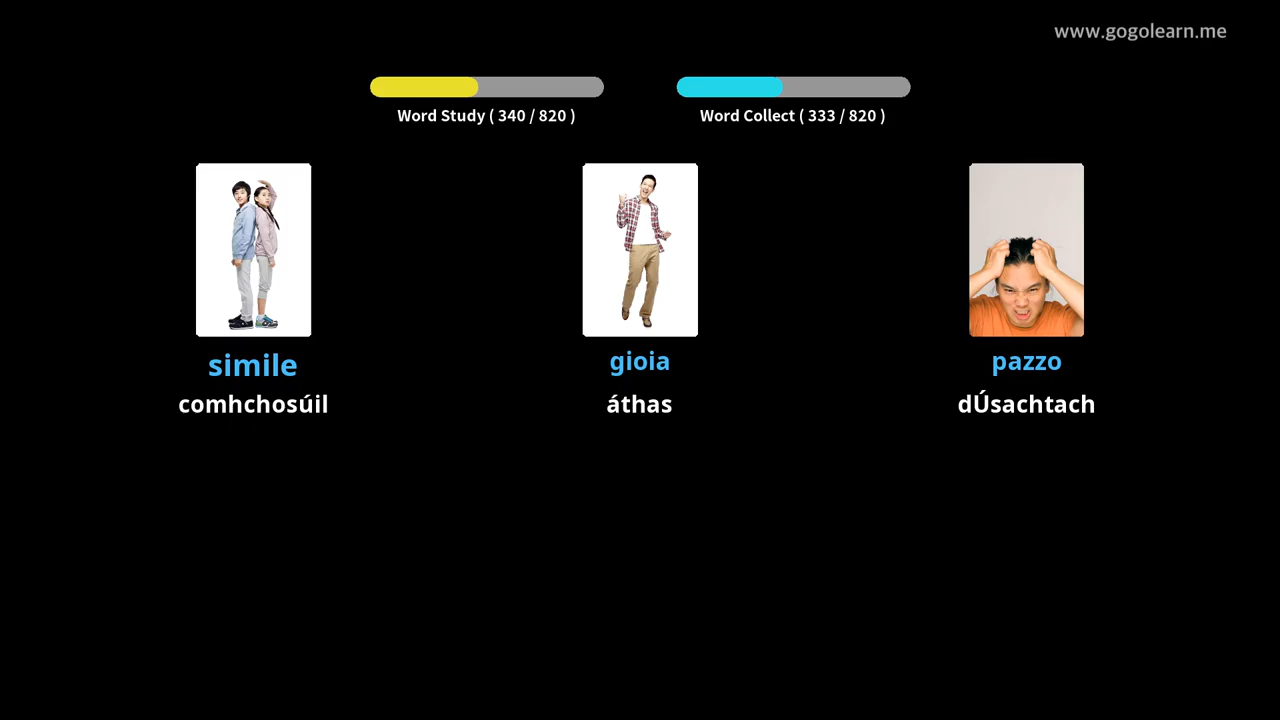 www.gogolearn.me
Word Study ( 340 / 820 )
Word Collect ( 333 / 820 )
simile
comhchosúil
gioia
áthas
pazzo
dÚsachtach